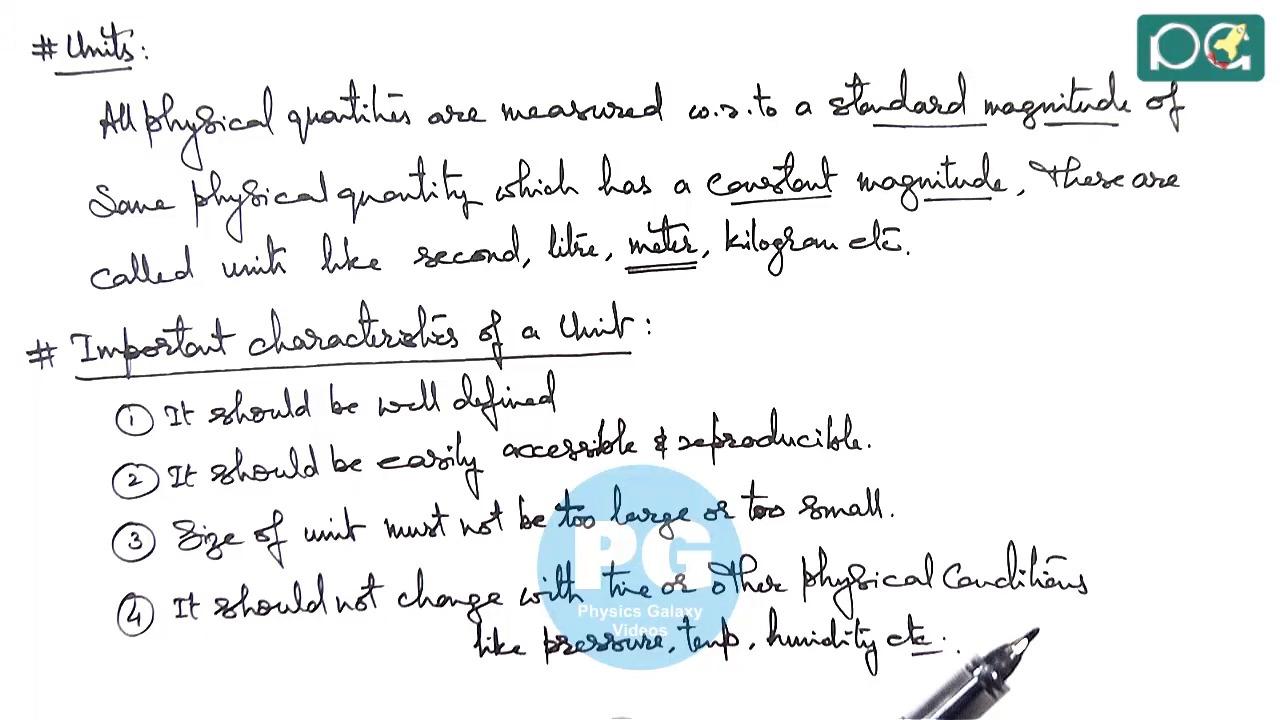 PG
# Units:
All physical quantities are measured w.r.to a standard magnitude of
Same physical quantity which has a constant magnitude, These are
called units like second, litre, meter, kilogram etc.
# Important characteristics of a Unit:
① It should be well defined
② It should be easily accessible & reproducible.
③ Size of unit must not be too large or too small.
④ It should not change with time or other physical Conditions
like pressure, temp, humidity etc.
PG
Physics Galaxy
Videos